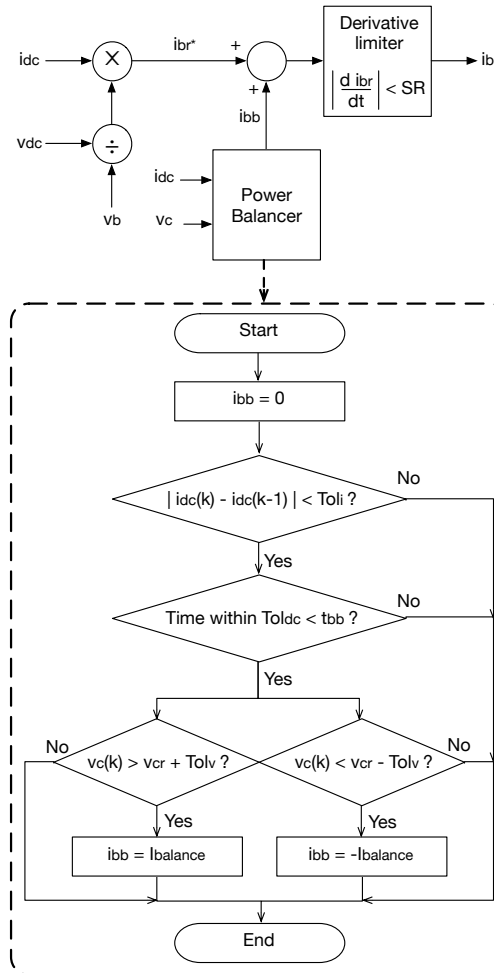 Derivative
limiter
| d ibr / dt | < SR
idc
X
ibr*
+
+
ib
ibb
vdc
÷
vb
idc
vc
Power
Balancer
Start
ibb = 0
| idc(k) - idc(k-1) | < Toli ?
No
Yes
Time within Toldc < tbb ?
No
Yes
No
vc(k) > vcr + Tolv ?
vc(k) < vcr - Tolv ?
No
Yes
Yes
ibb = Ibalance
ibb = -Ibalance
End